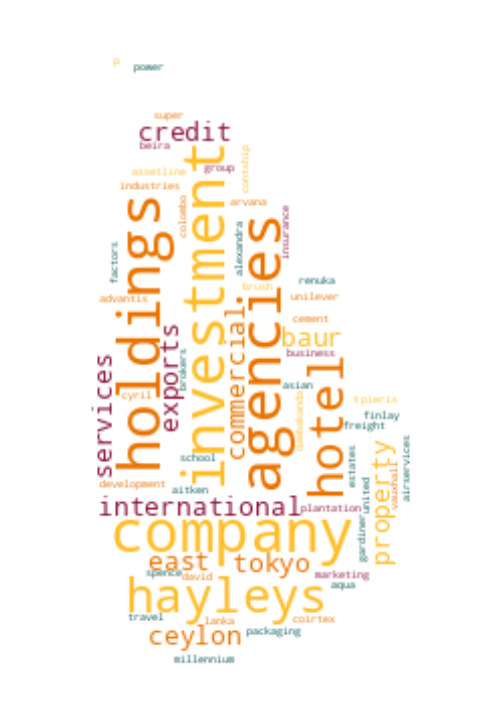 p
power
super
credit
beira
investment
group
contship
assetline
industries
holdings
colombo
arvana
agencies
insurance
alexandra
factors
renuka
brush
unilever
advantis
cement
commercial
baur
exports
business
brokers
services
hotel
asian
cyril
dambakanda
tpieris
finlay
freight
school
property
airservices
estates
vauxhall
development
aitken
united
international
plantation
gardiner
company
east
tokyo
spence
david
marketing
aqua
hayleys
travel
lanka
coirtex
ceylon
packaging
millennium